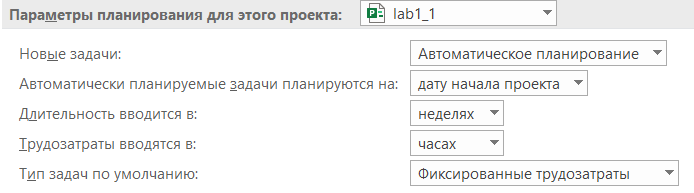 Параметры планирования для этого проекта: lab1_1
Новые задачи: Автоматическое планирование
Автоматически планируемые задачи планируются на: дату начала проекта
Длительность вводится в: неделях
Трудозатраты вводятся в: часах
Тип задач по умолчанию: Фиксированные трудозатраты